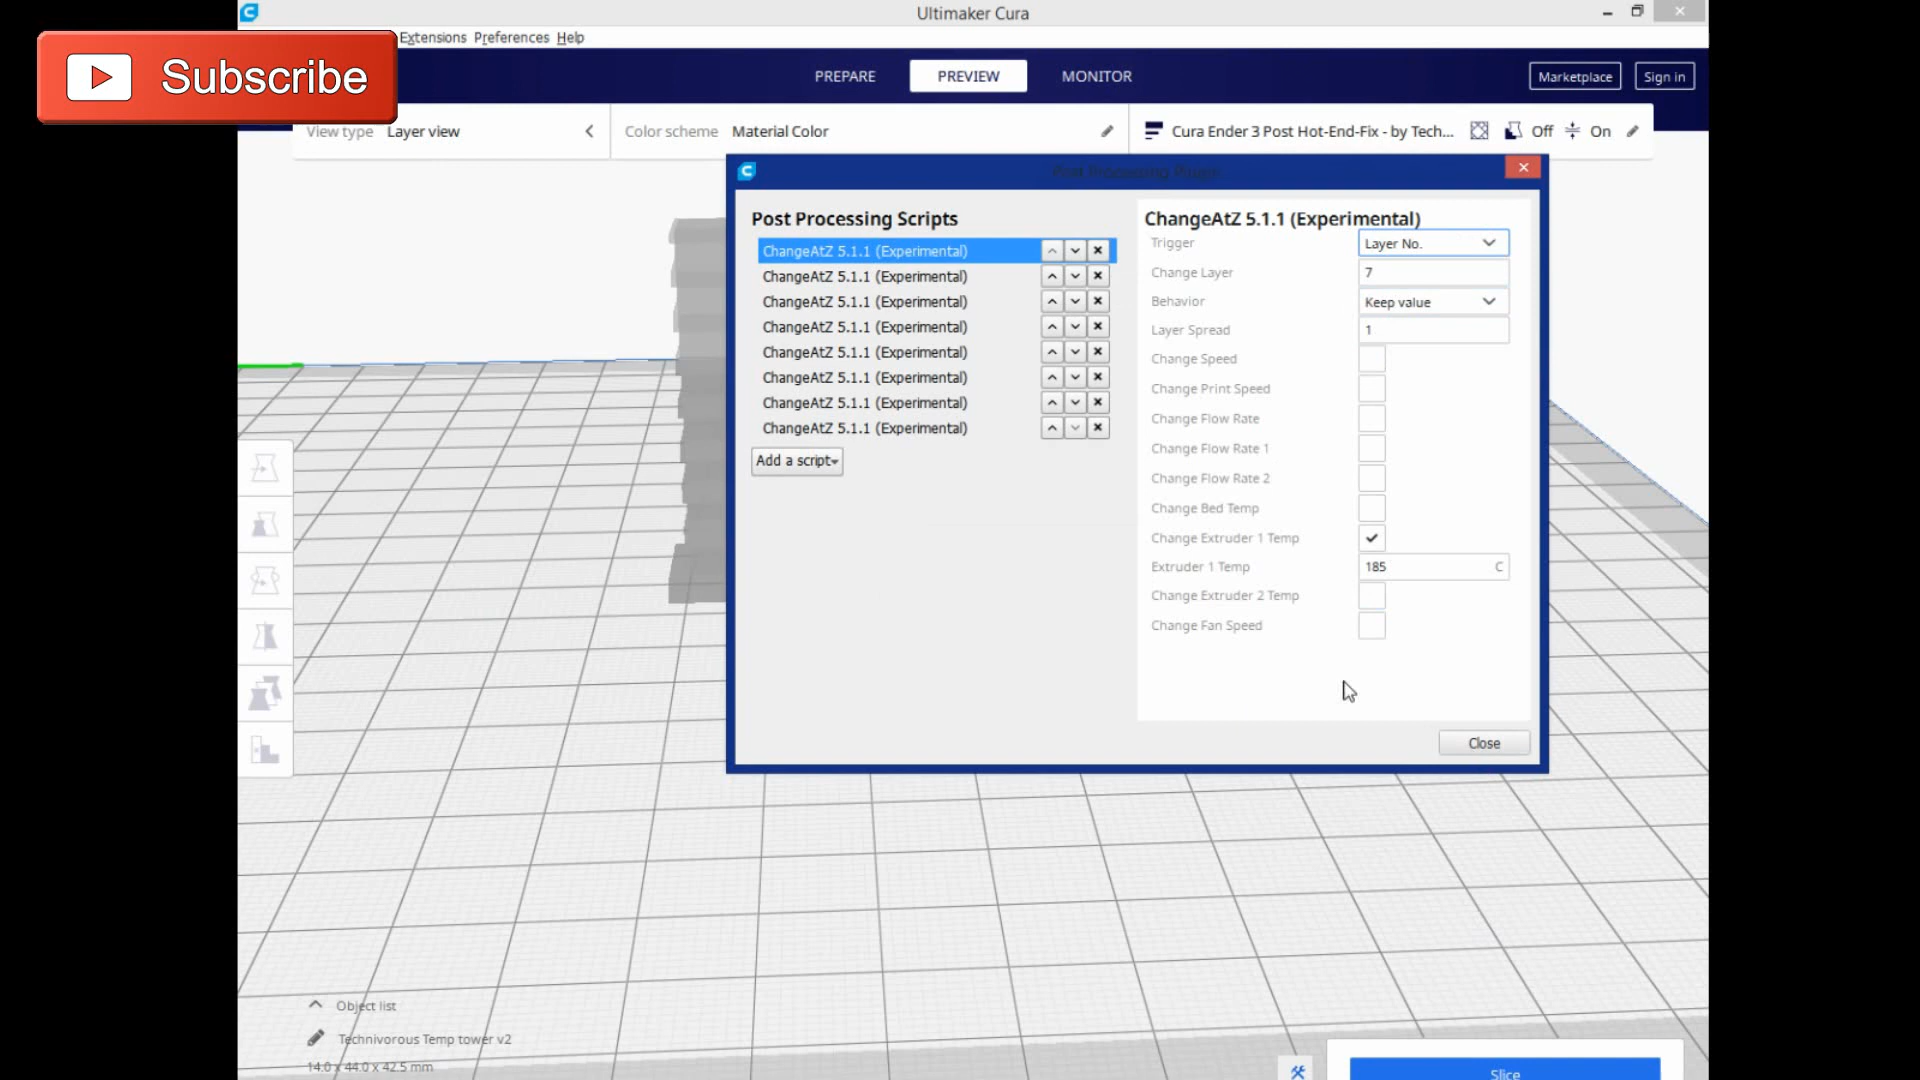 Ultimaker Cura
Extensions Preferences Help
Subscribe
PREPARE PREVIEW MONITOR
Marketplace Sign in
View type Layer view
Color scheme Material Color
Cura Ender 3 Post Hot-End-Fix - by Tech... Off On
Post Processing Plugin
Post Processing Scripts
ChangeAtZ 5.1.1 (Experimental)
ChangeAtZ 5.1.1 (Experimental)
ChangeAtZ 5.1.1 (Experimental)
ChangeAtZ 5.1.1 (Experimental)
ChangeAtZ 5.1.1 (Experimental)
ChangeAtZ 5.1.1 (Experimental)
ChangeAtZ 5.1.1 (Experimental)
ChangeAtZ 5.1.1 (Experimental)
Add a script
ChangeAtZ 5.1.1 (Experimental)
Trigger Layer No.
Change Layer 7
Behavior Keep value
Layer Spread 1
Change Speed
Change Print Speed
Change Flow Rate
Change Flow Rate 1
Change Flow Rate 2
Change Bed Temp
Change Extruder 1 Temp
Extruder 1 Temp 185 C
Change Extruder 2 Temp
Change Fan Speed
Close
Object list
Technivorous Temp tower v2
14.0 x 44.0 x 42.5 mm
Slice